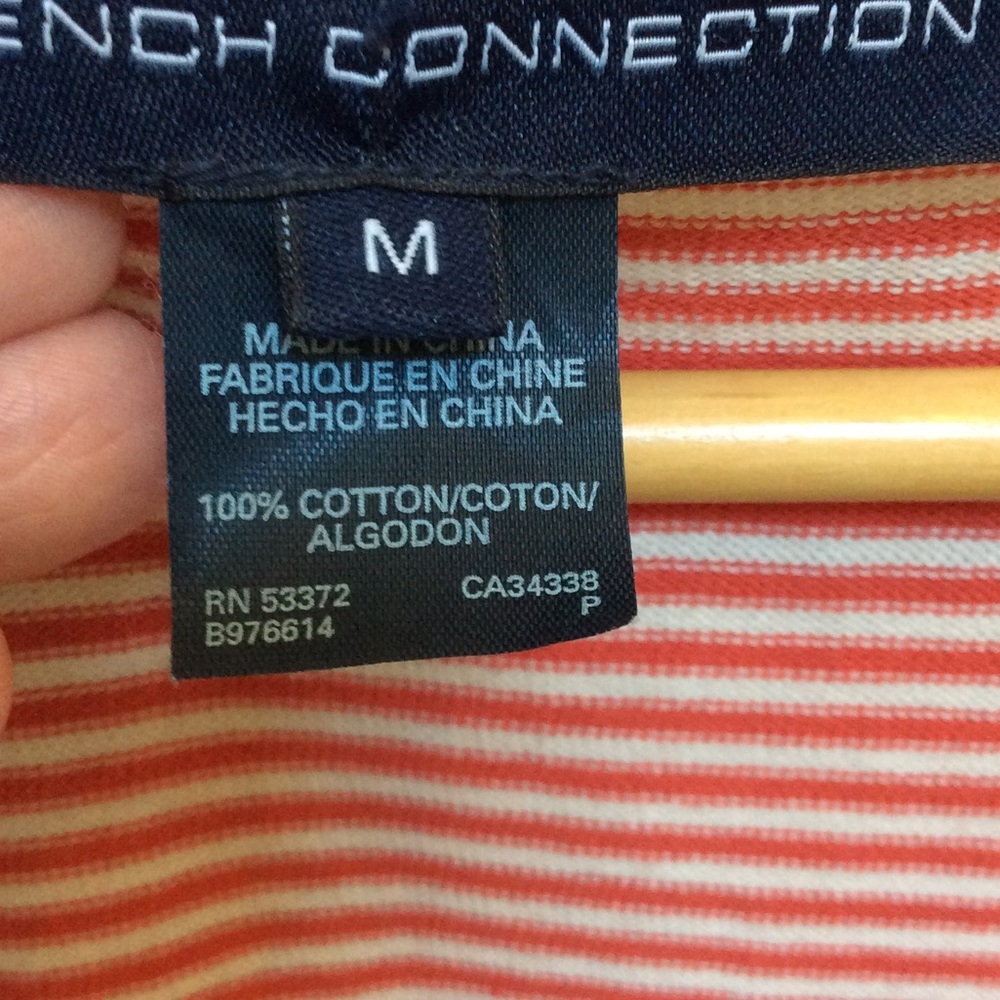 ENCH CONNECTION
M
MADE IN CHINA
FABRIQUE EN CHINE
HECHO EN CHINA
100% COTTON/COTON/
ALGODON
RN 53372 CA34338
B976614 P